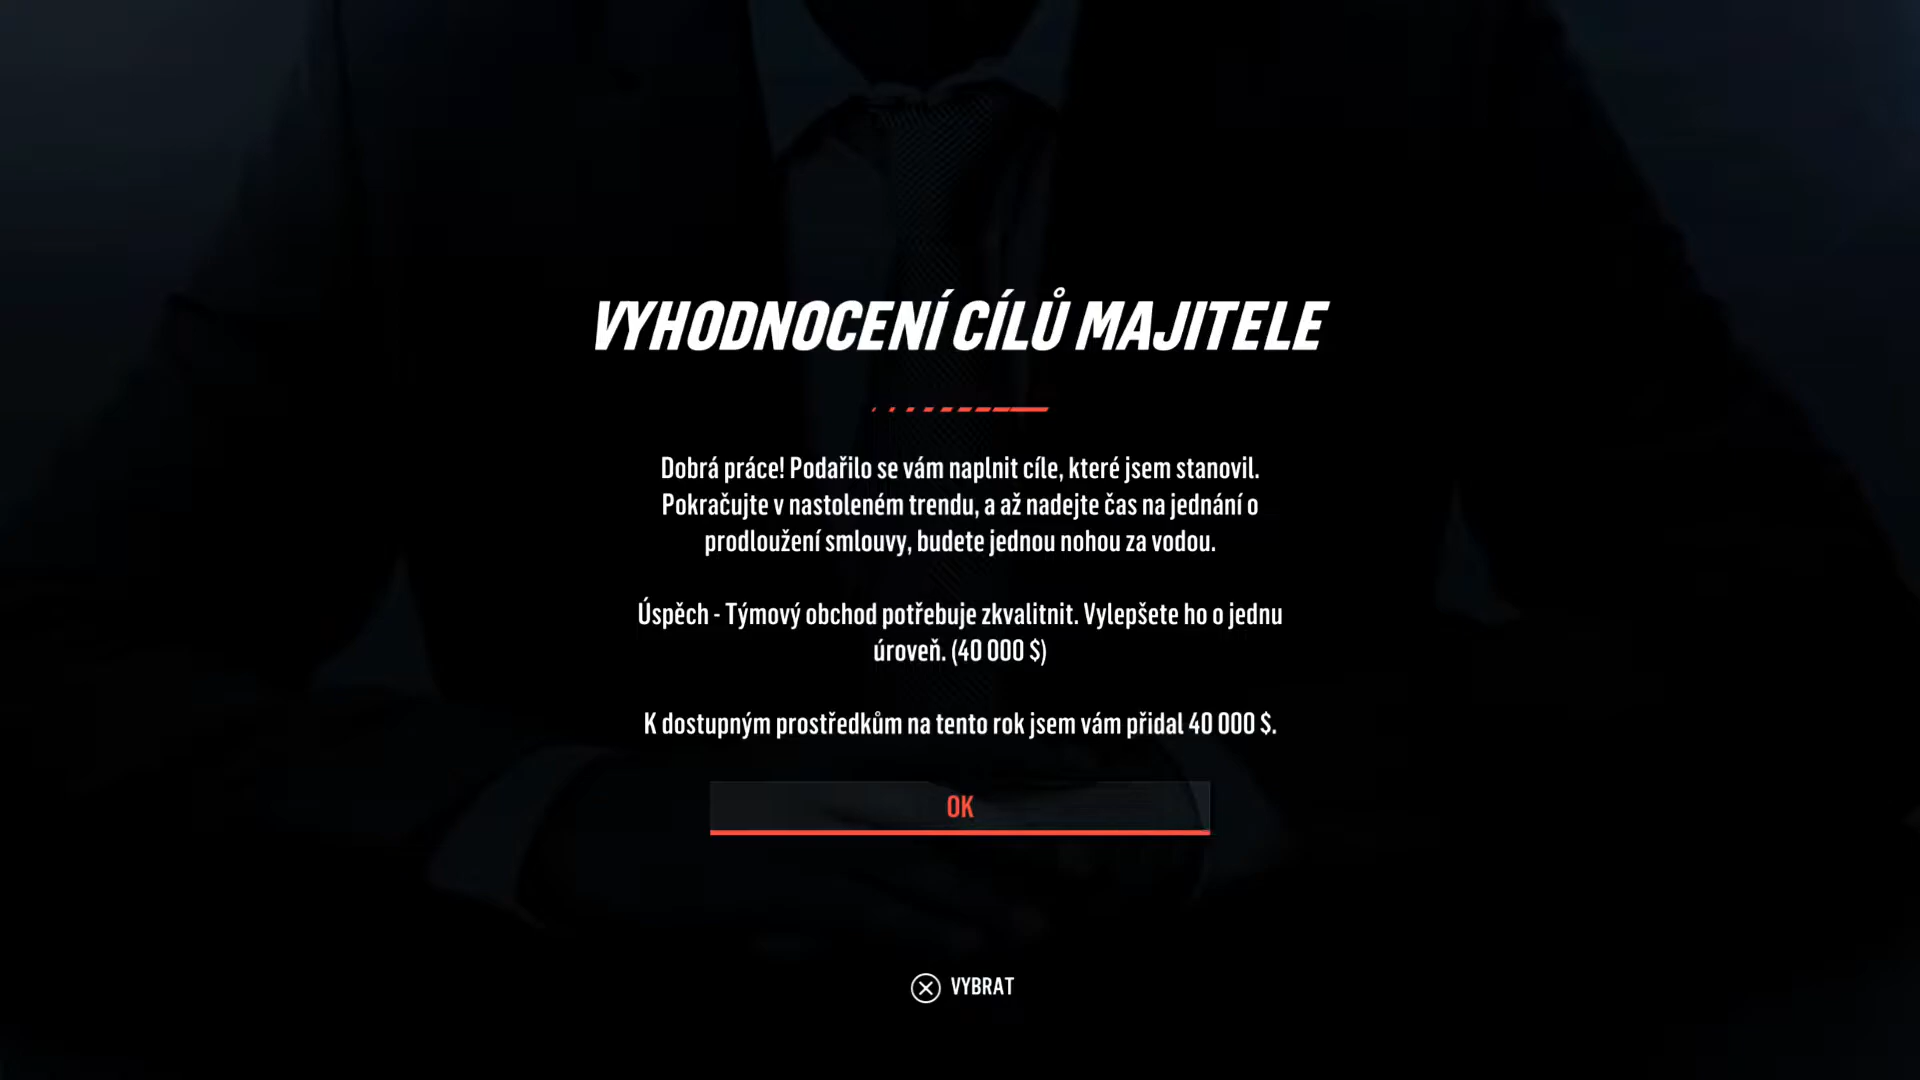 VYHODNOCENÍ CÍLŮ MAJITELE
Dobrá práce! Podařilo se vám naplnit cíle, které jsem stanovil.
Pokračujte v nastoleném trendu, a až nadejte čas na jednání o
prodloužení smlouvy, budete jednou nohou za vodou.
Úspěch - Týmový obchod potřebuje zkvalitnit. Vylepšete ho o jednu
úroveň. (40 000 $)
K dostupným prostředkům na tento rok jsem vám přidal 40 000 $.
OK
VYBRAT